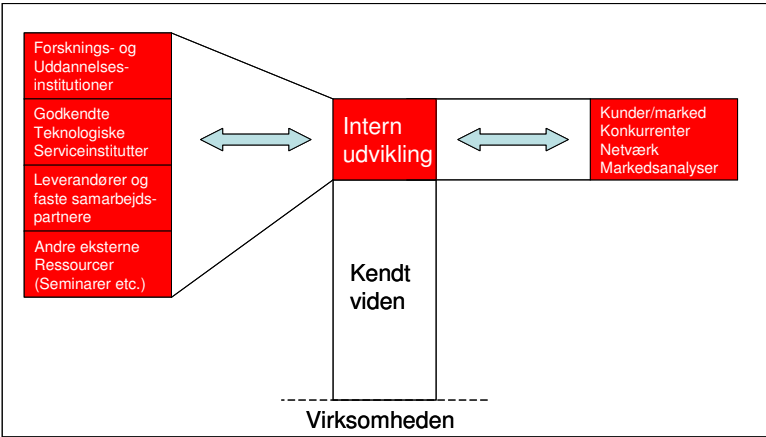 Forsknings- og
Uddannelses-
institutioner
Godkendte
Teknologiske
Serviceinstitutter
Leverandører og
faste samarbejds-
partnere
Andre eksterne
Ressourcer
(Seminarer etc.)
Intern
udvikling
Kunder/marked
Konkurrenter
Netværk
Markedsanalyser
Kendt
viden
Virksomheden